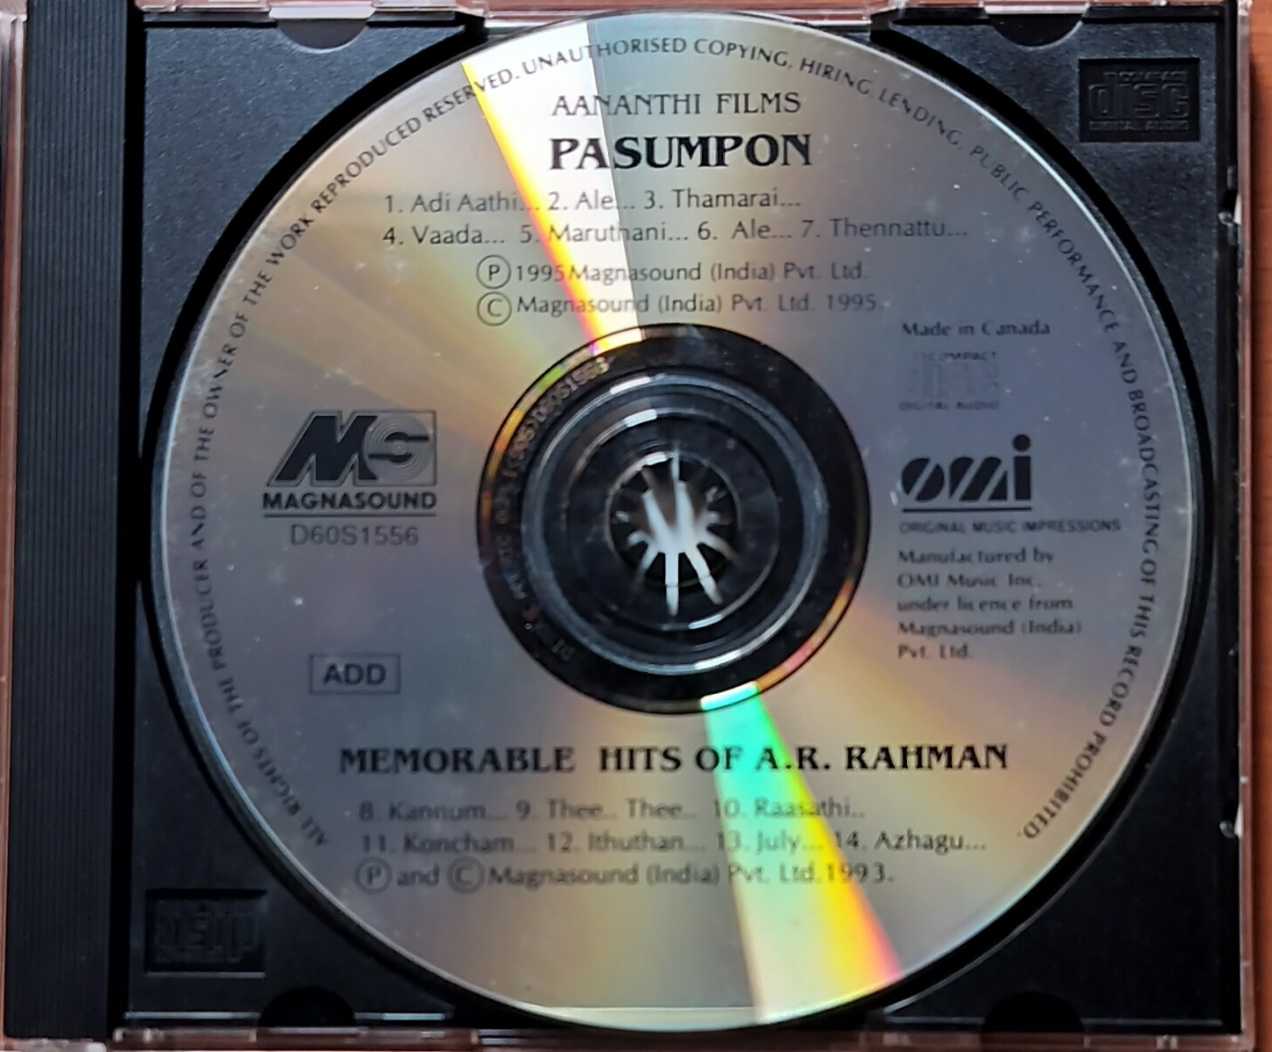 ALL RIGHTS OF THE PRODUCER AND OF THE OWNER OF THE WORK REPRODUCED RESERVED. UNAUTHORISED COPYING, HIRING, LENDING, PUBLIC PERFORMANCE AND BROADCASTING OF THIS RECORD PROHIBITED.
AANANTHI FILMS
PASUMPON
1. Adi Aathi... 2. Ale... 3. Thamarai...
4. Vaada... 5. Maruthani... 6. Ale... 7. Thennattu...
Ⓟ 1995 Magnasound (India) Pvt. Ltd.
Ⓒ Magnasound (India) Pvt. Ltd. 1995.
Made in Canada
COMPACT
DIGITAL AUDIO
MS
MAGNASOUND
D60S1556
omi
ORIGINAL MUSIC IMPRESSIONS
Manufactured by
OMI Music Inc.
under licence from
Magnasound (India)
Pvt. Ltd.
ADD
MEMORABLE HITS OF A.R. RAHMAN
8. Kannum... 9. Thee.. Thee.. 10. Raasathi..
11. Koncham... 12. Ithuthan... 13. July... 14. Azhagu...
Ⓟ and Ⓒ Magnasound (India) Pvt. Ltd. 1993.